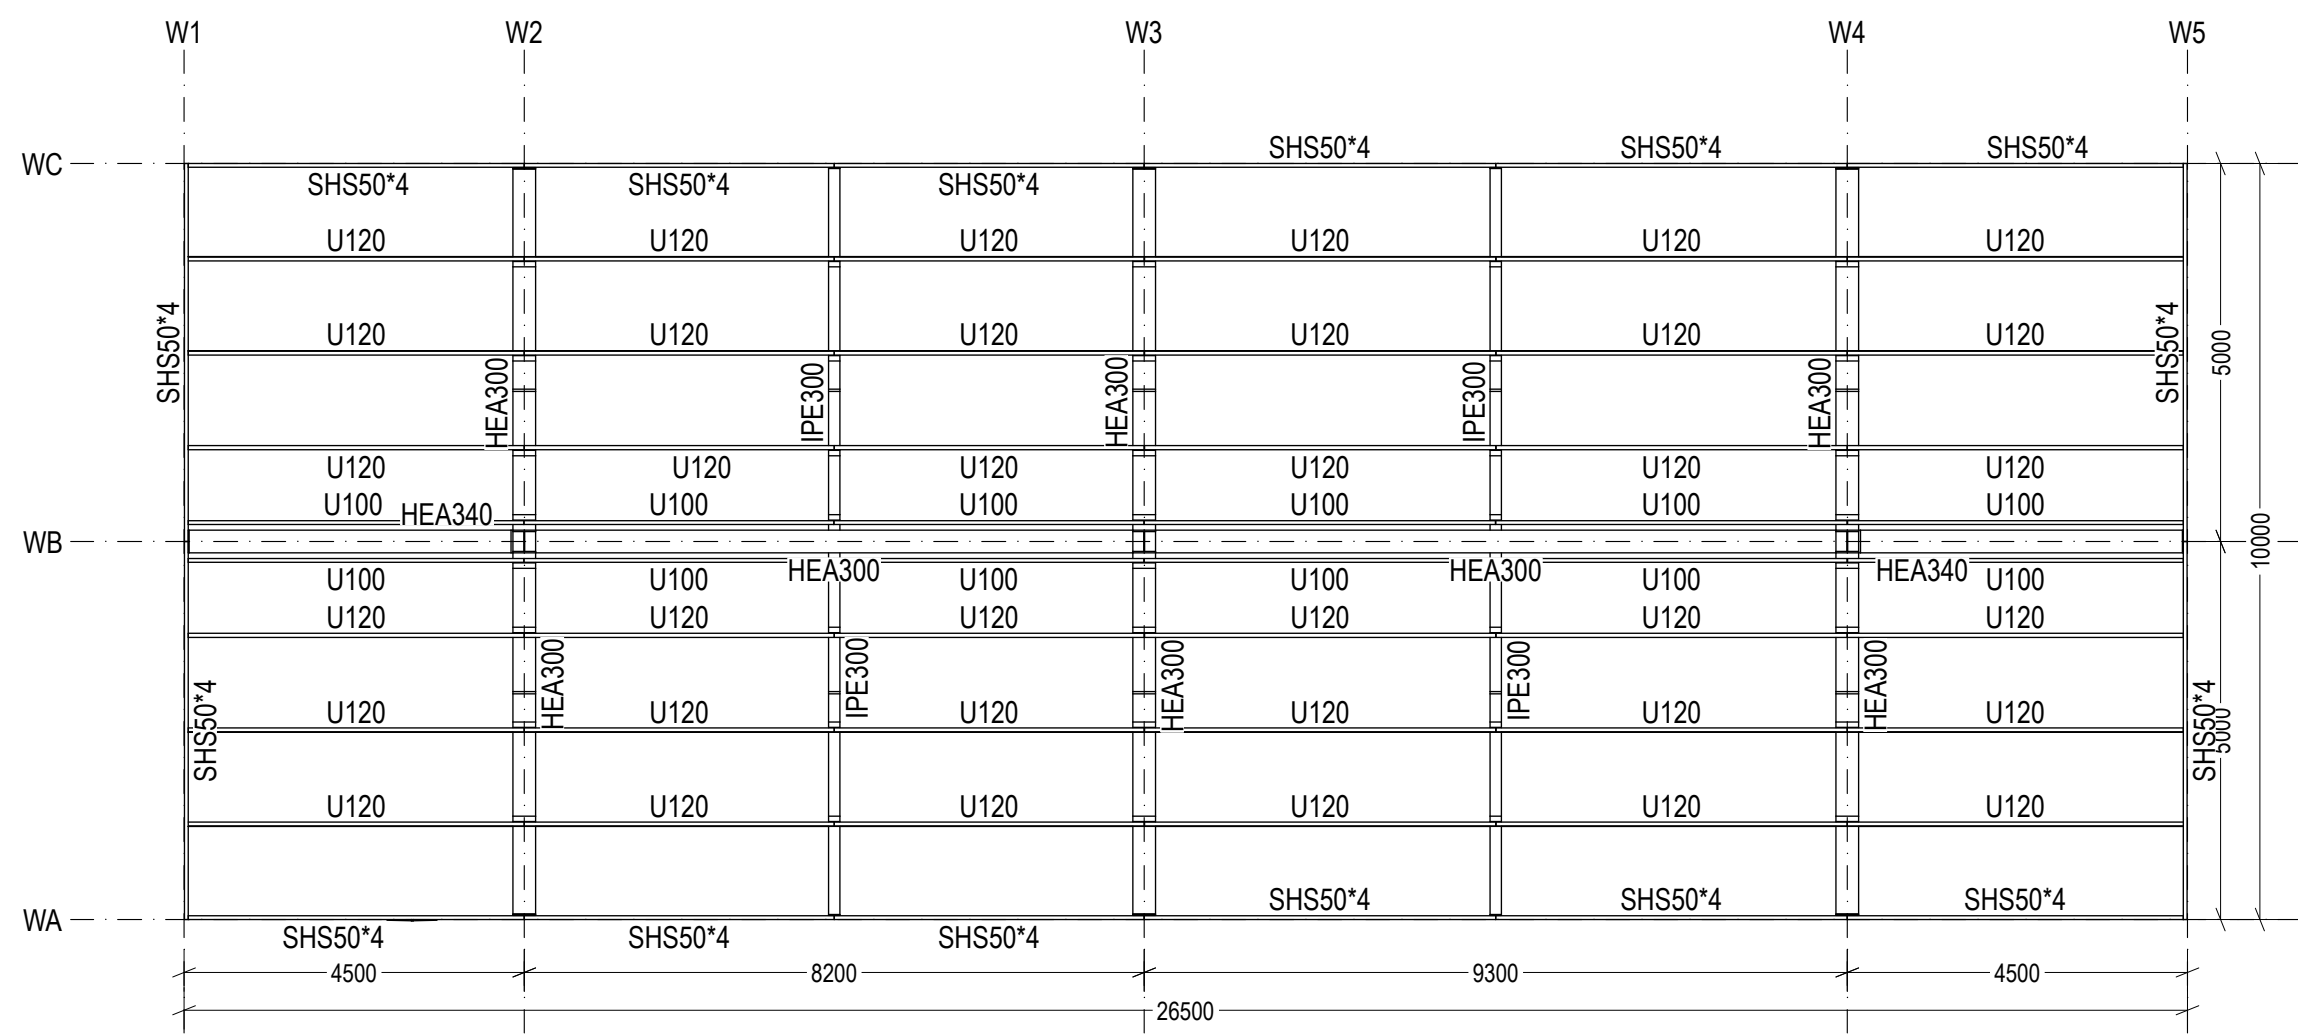 W1 W2 W3 W4 W5
SHS50*4 SHS50*4 SHS50*4
WC
SHS50*4 SHS50*4 SHS50*4
U120 U120 U120 U120 U120 U120
U120 U120 U120 U120 U120 U120
SHS50*4 HEA300 IPE300 HEA300 IPE300 HEA300 SHS50*4 5000
U120 U120 U120 U120 U120 U120
U100 U100 U100 U100 U100 U100
HEA340
WB 10000
HEA300 HEA300 HEA340
U100 U100 U100 U100 U100 U100
U120 U120 U120 U120 U120 U120
SHS50*4 HEA300 IPE300 HEA300 IPE300 HEA300 SHS50*4 5000
U120 U120 U120 U120 U120 U120
U120 U120 U120 U120 U120 U120
SHS50*4 SHS50*4 SHS50*4
WA
SHS50*4 SHS50*4 SHS50*4
4500 8200 9300 4500
26500